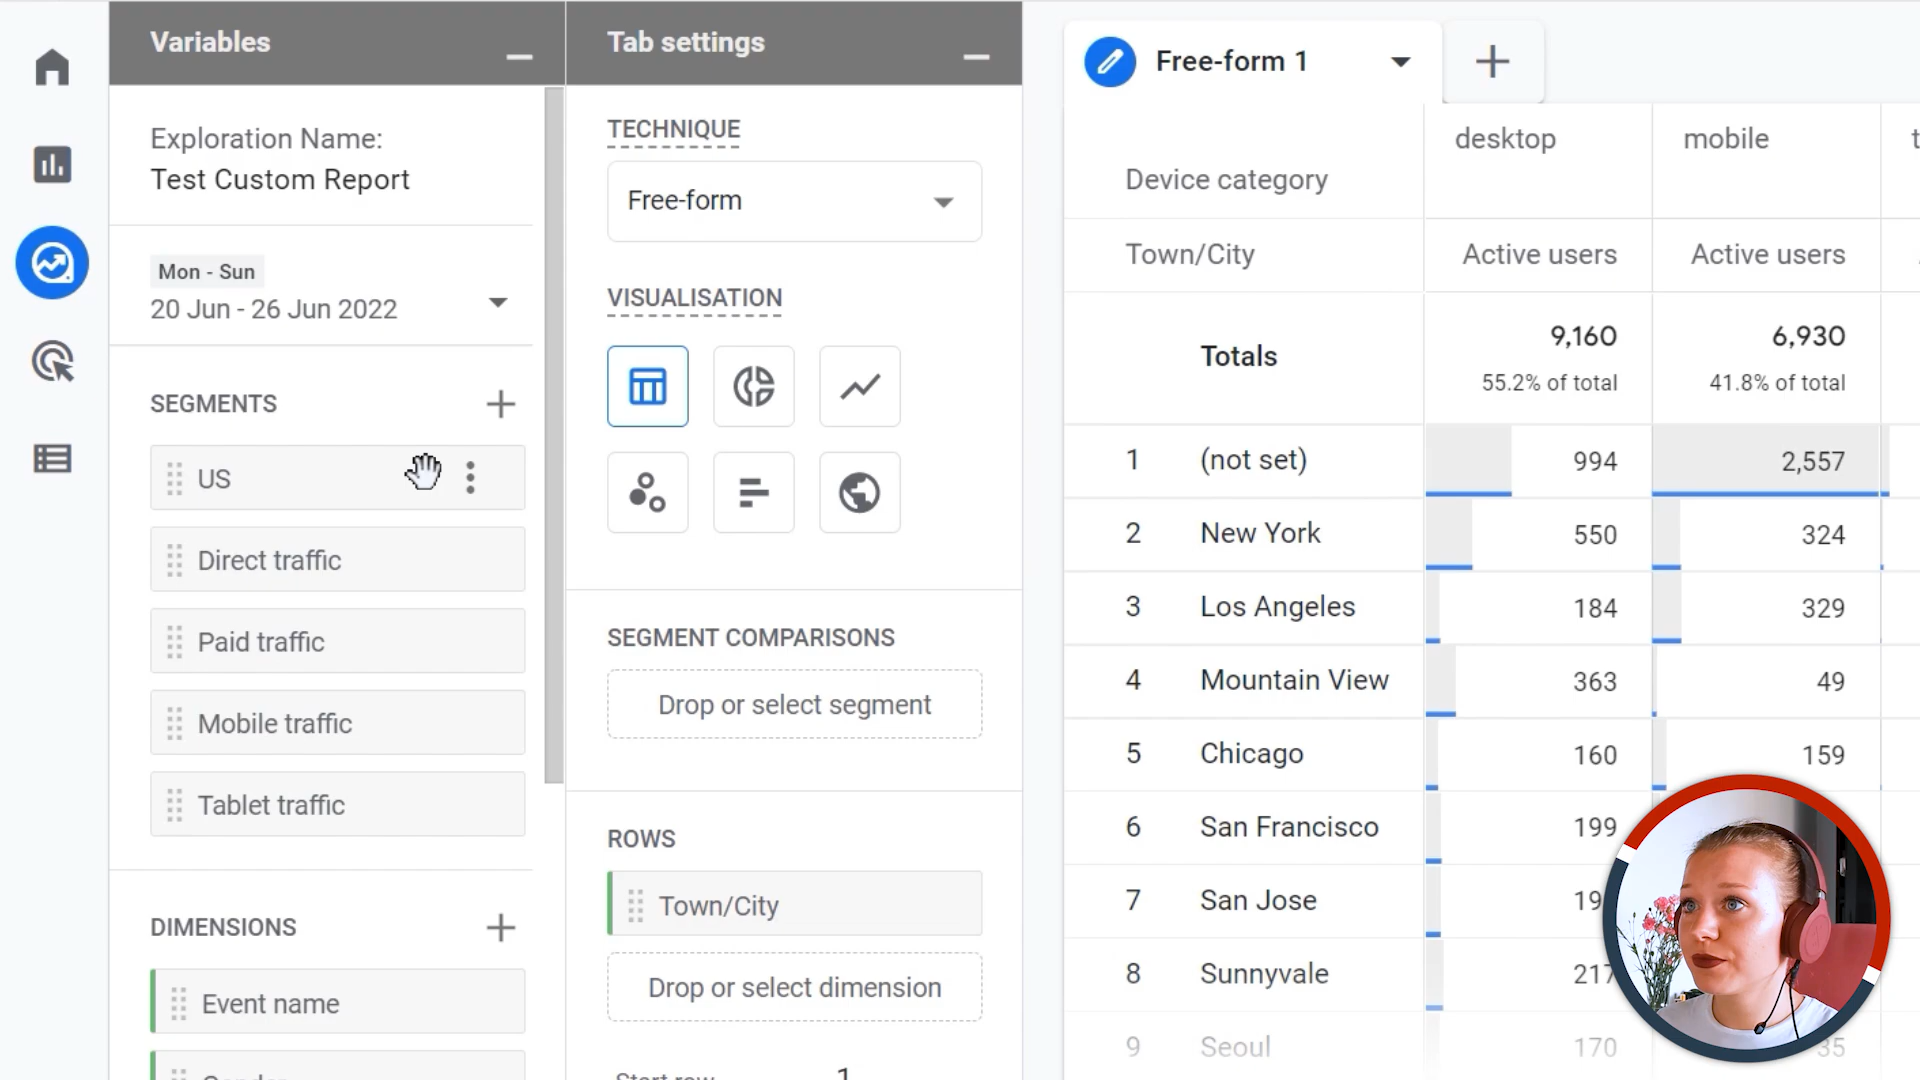 Variables
Exploration Name:
Test Custom Report
Mon - Sun
20 Jun - 26 Jun 2022
SEGMENTS
US
Direct traffic
Paid traffic
Mobile traffic
Tablet traffic
DIMENSIONS
Event name
Tab settings
TECHNIQUE
Free-form
VISUALISATION
SEGMENT COMPARISONS
Drop or select segment
ROWS
Town/City
Drop or select dimension
Start row 1
Free-form 1
Device category desktop mobile
Town/City Active users Active users
Totals 9,160 6,930
55.2% of total 41.8% of total
1 (not set) 994 2,557
2 New York 550 324
3 Los Angeles 184 329
4 Mountain View 363 49
5 Chicago 160 159
6 San Francisco 199
7 San Jose
8 Sunnyvale 217
9 Seoul 170 35